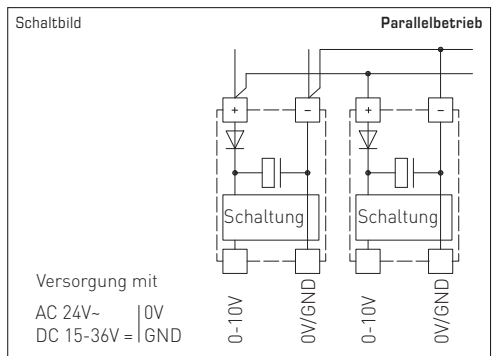 Schaltbild
Parallelbetrieb
+
–
+
–
Schaltung
Schaltung
Versorgung mit
AC 24V~ | 0V
DC 15-36V = | GND
0-10V
0V/GND
0-10V
0V/GND